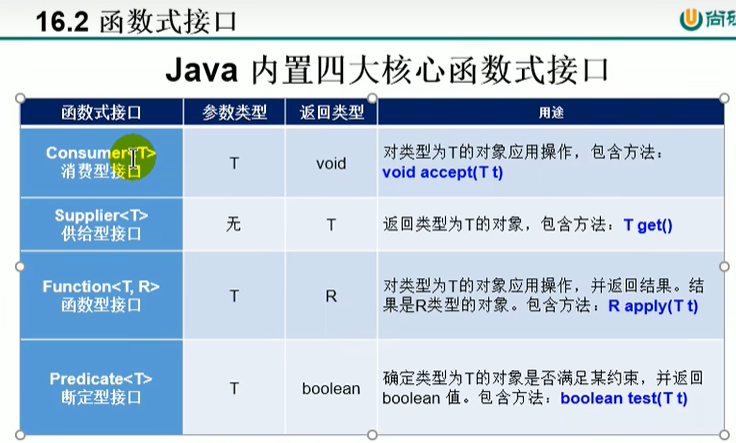 16.2 函数式接口
尚硅
Java 内置四大核心函数式接口
函数式接口 参数类型 返回类型 用途
Consumer<T>
消费型接口
T
void
对类型为T的对象应用操作，包含方法：
void accept(T t)
Supplier<T>
供给型接口
无
T
返回类型为T的对象，包含方法：T get()
Function<T, R>
函数型接口
T
R
对类型为T的对象应用操作，并返回结果。结
果是R类型的对象。包含方法：R apply(T t)
Predicate<T>
断定型接口
T
boolean
确定类型为T的对象是否满足某约束，并返回
boolean 值。包含方法：boolean test(T t)